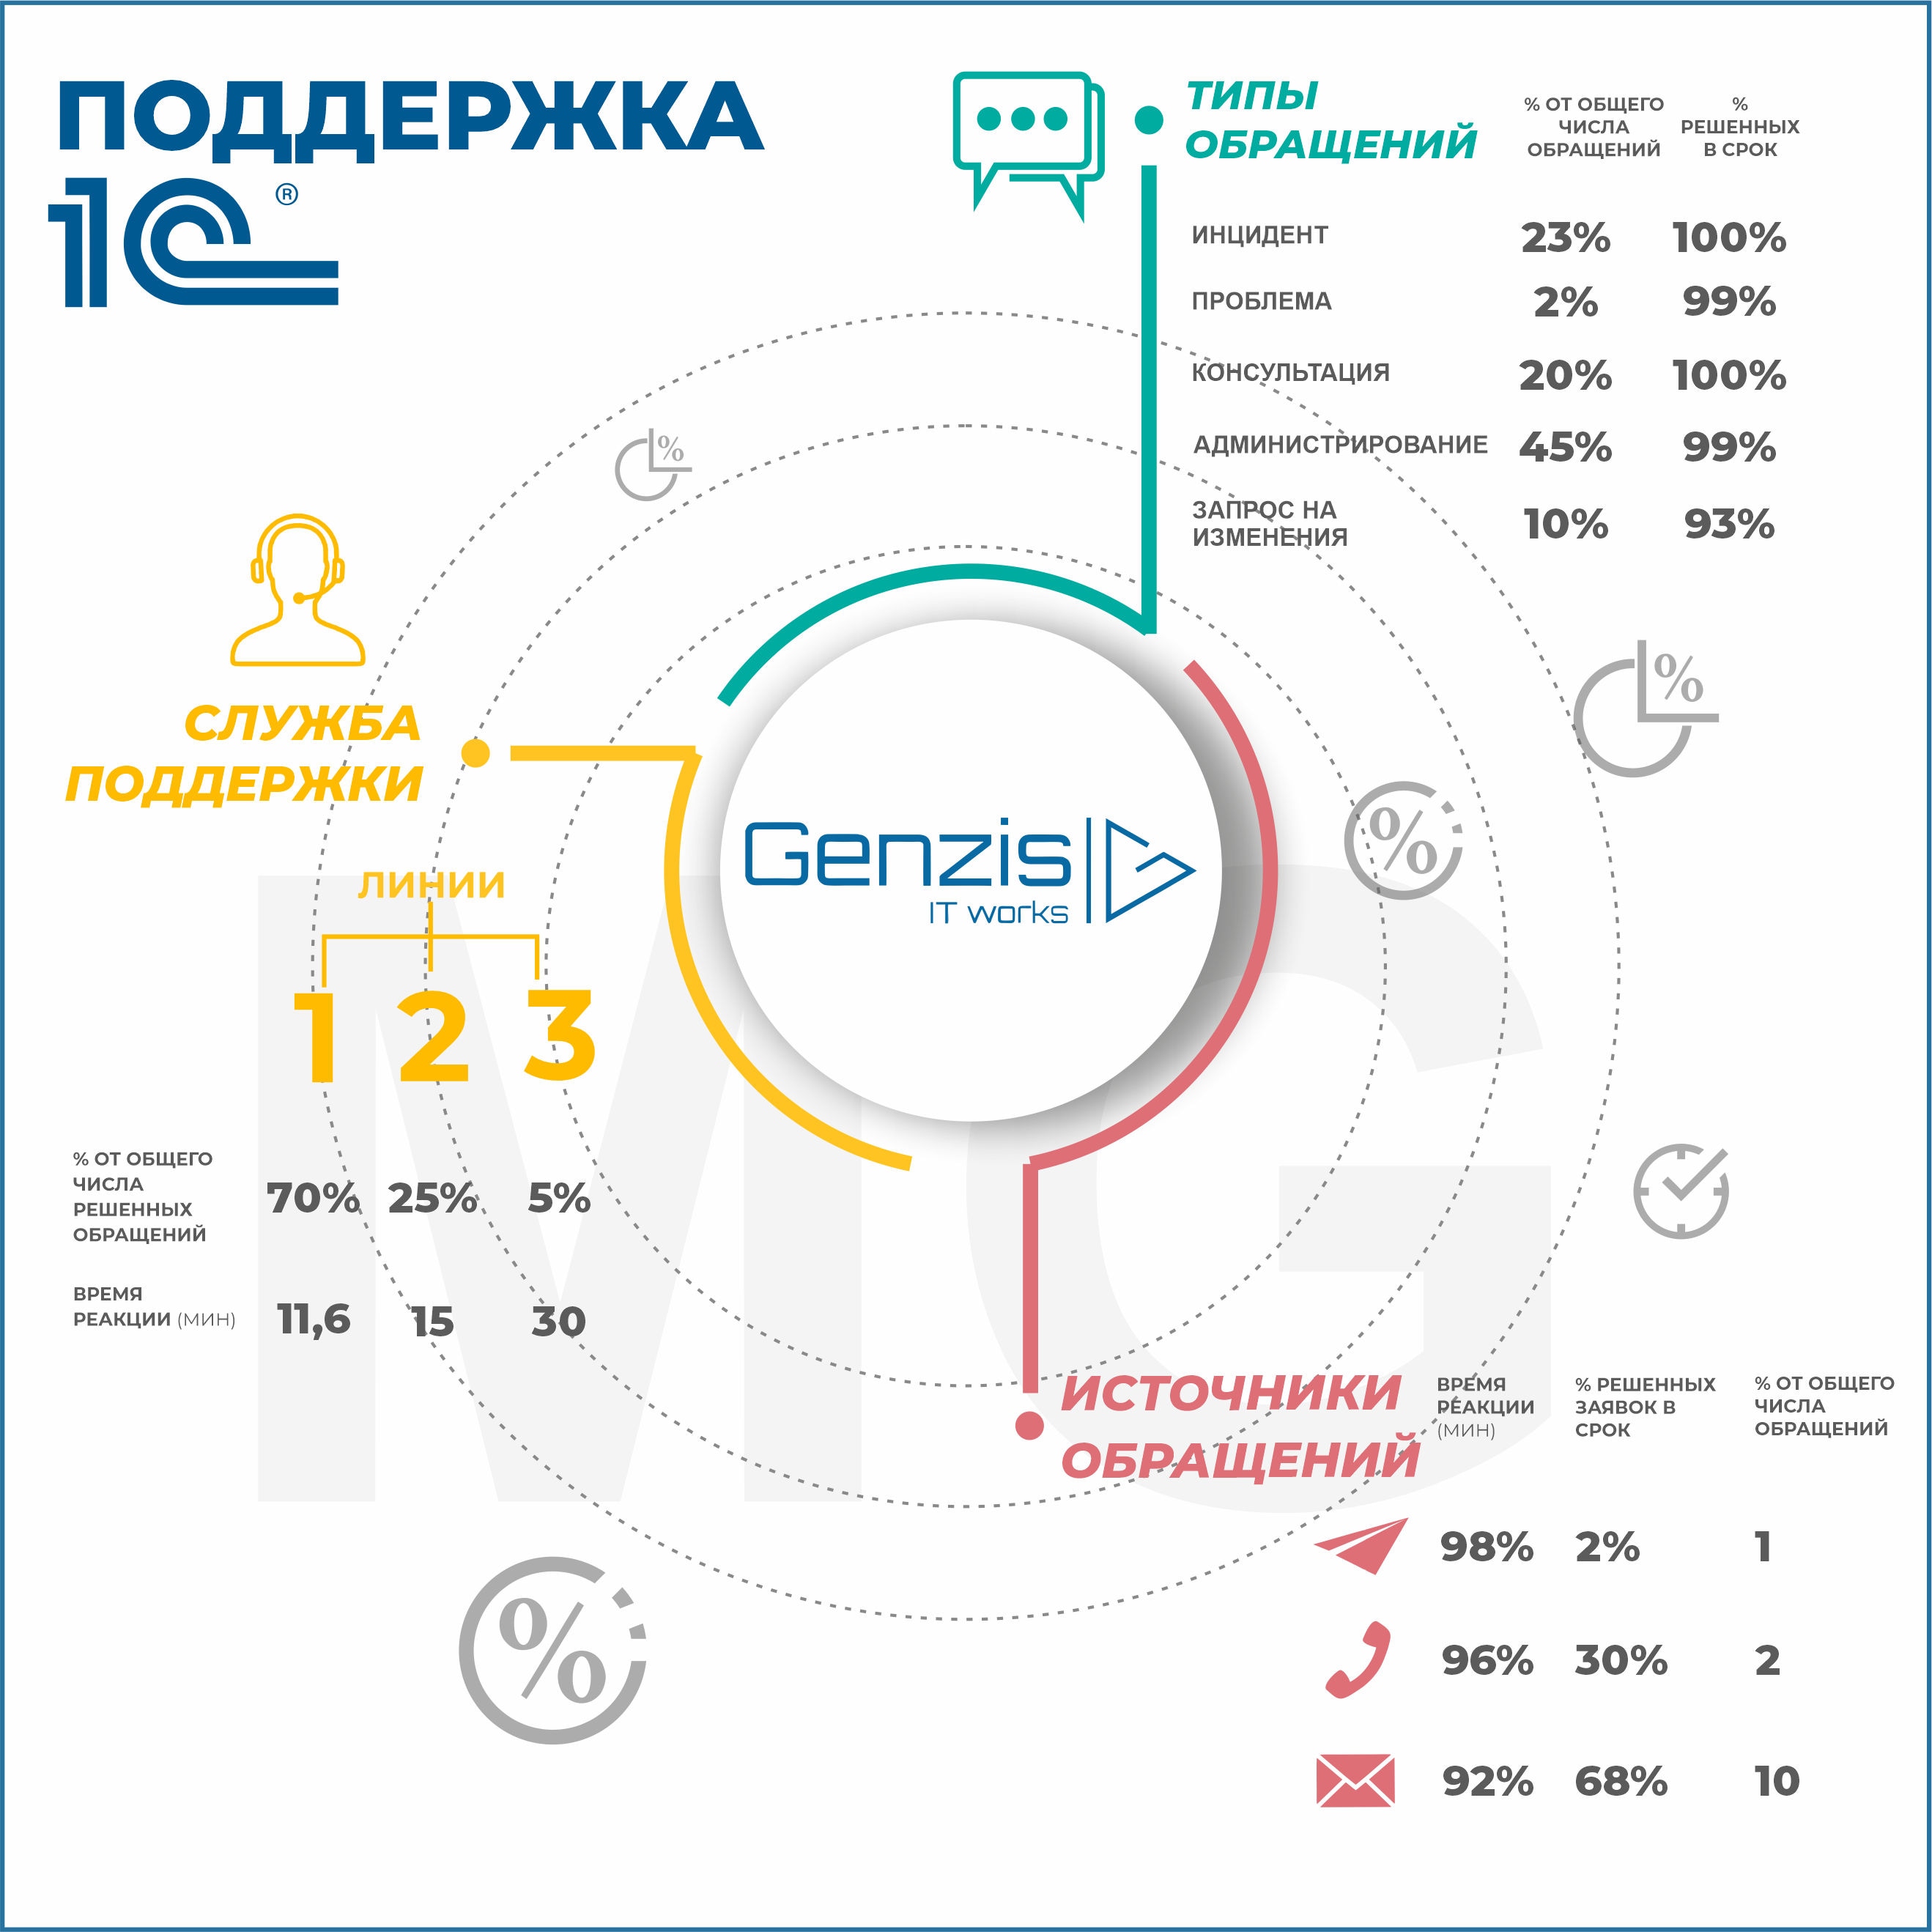 ПОДДЕРЖКА
1С®
ТИПЫ
ОБРАЩЕНИЙ
% ОТ ОБЩЕГО
ЧИСЛА
ОБРАЩЕНИЙ
%
РЕШЕННЫХ
В СРОК
ИНЦИДЕНТ 23% 100%
ПРОБЛЕМА 2% 99%
КОНСУЛЬТАЦИЯ 20% 100%
АДМИНИСТРИРОВАНИЕ 45% 99%
ЗАПРОС НА
ИЗМЕНЕНИЯ 10% 93%
%
%
%
СЛУЖБА
ПОДДЕРЖКИ
Genzis
IT works
ЛИНИИ
1 2 3
% ОТ ОБЩЕГО
ЧИСЛА
РЕШЕННЫХ
ОБРАЩЕНИЙ
70% 25% 5%
ВРЕМЯ
РЕАКЦИИ (МИН)
11,6 15 30
MG
ИСТОЧНИКИ
ОБРАЩЕНИЙ
ВРЕМЯ
РЕАКЦИИ
(МИН)
% РЕШЕННЫХ
ЗАЯВОК В
СРОК
% ОТ ОБЩЕГО
ЧИСЛА
ОБРАЩЕНИЙ
98% 2% 1
96% 30% 2
92% 68% 10
%